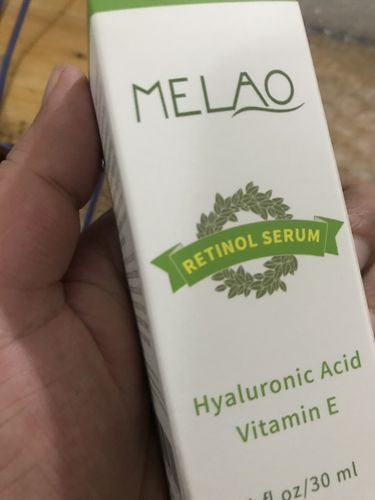 MELAO
RETINOL SERUM
Hyaluronic Acid
Vitamin E
fl oz/30 ml